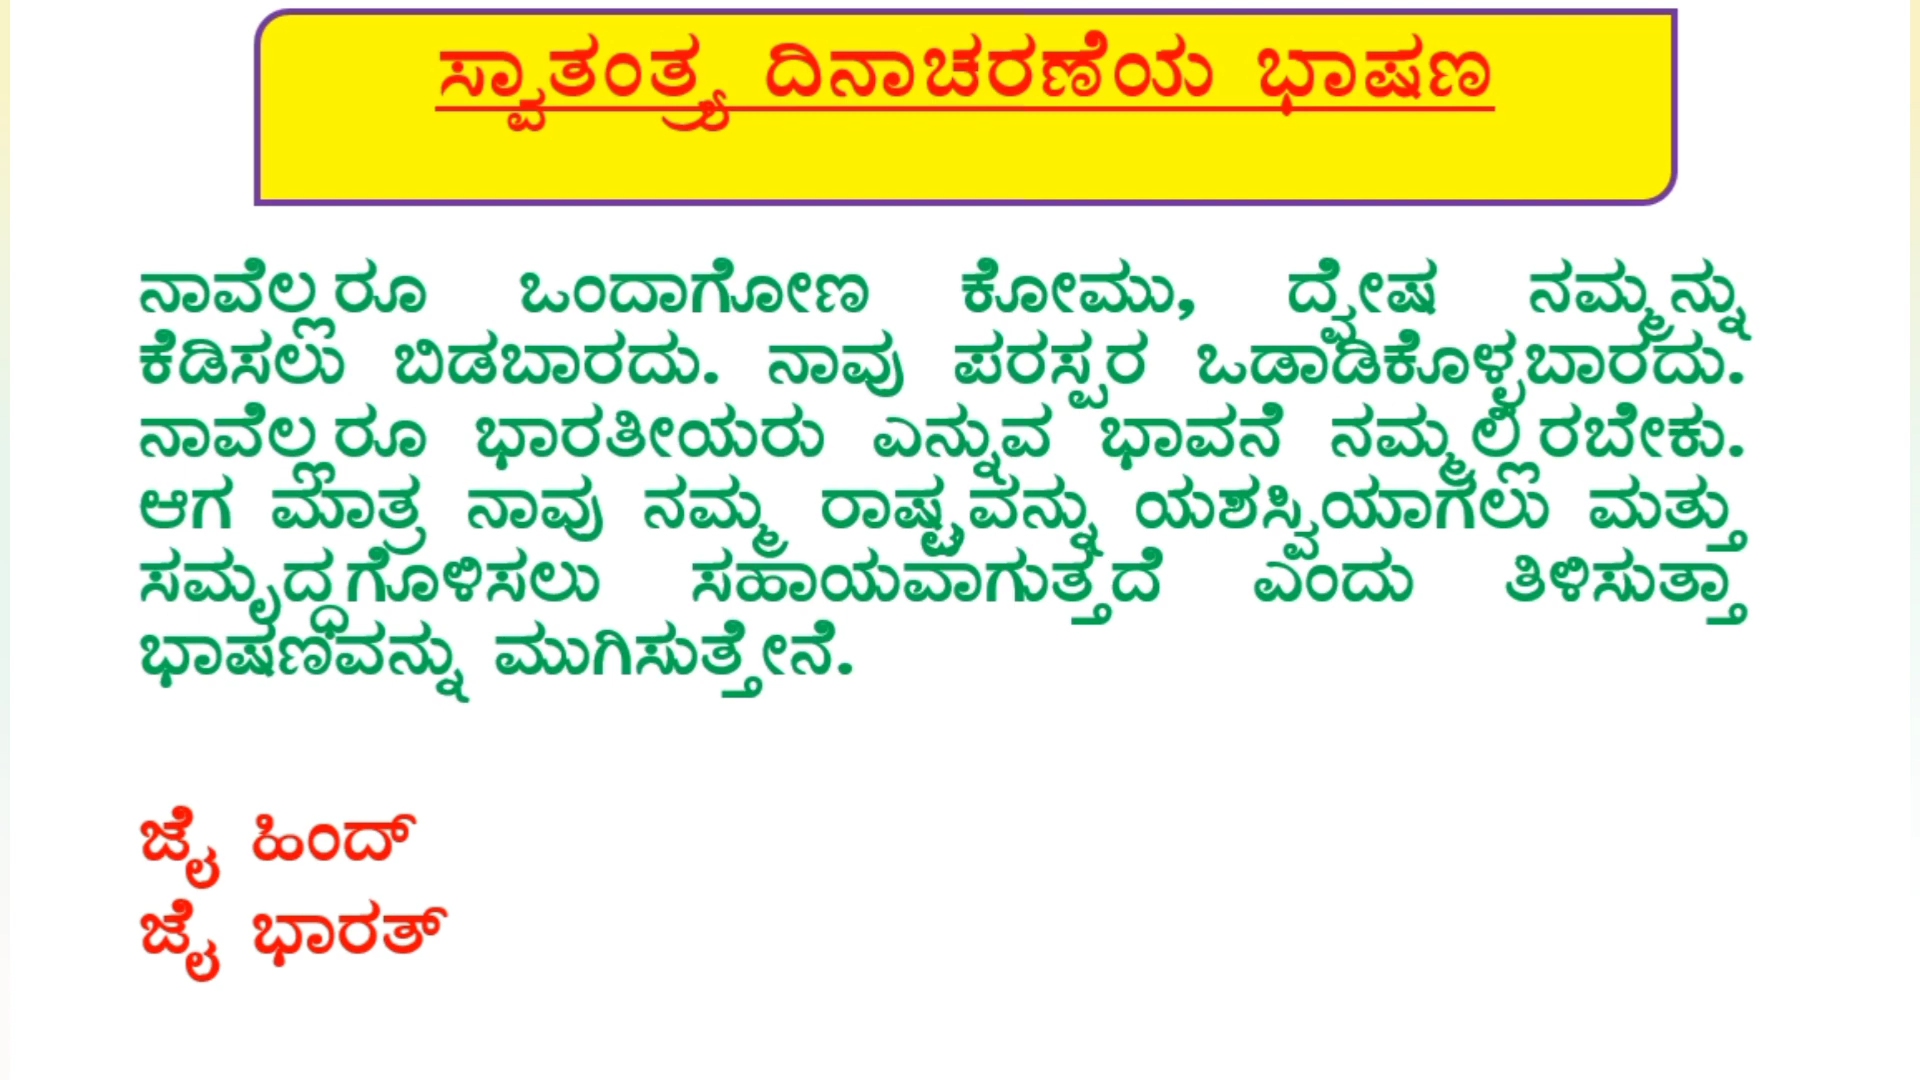 ಸ್ವಾತಂತ್ರ್ಯ ದಿನಾಚರಣೆಯ ಭಾಷಣ
ನಾವೆಲ್ಲರೂ ಒಂದಾಗೋಣ ಕೋಮು, ದ್ವೇಷ ನಮ್ಮನ್ನು
ಕೆಡಿಸಲು ಬಿಡಬಾರದು. ನಾವು ಪರಸ್ಪರ ಒಡಾಡಿಕೊಳ್ಳಬಾರದು.
ನಾವೆಲ್ಲರೂ ಭಾರತೀಯರು ಎನ್ನುವ ಭಾವನೆ ನಮ್ಮಲ್ಲಿರಬೇಕು.
ಆಗ ಮಾತ್ರ ನಾವು ನಮ್ಮ ರಾಷ್ಟ್ರವನ್ನು ಯಶಸ್ವಿಯಾಗಲು ಮತ್ತು
ಸಮೃದ್ಧಗೊಳಿಸಲು ಸಹಾಯವಾಗುತ್ತದೆ ಎಂದು ತಿಳಿಸುತ್ತಾ
ಭಾಷಣವನ್ನು ಮುಗಿಸುತ್ತೇನೆ.
ಜೈ ಹಿಂದ್
ಜೈ ಭಾರತ್